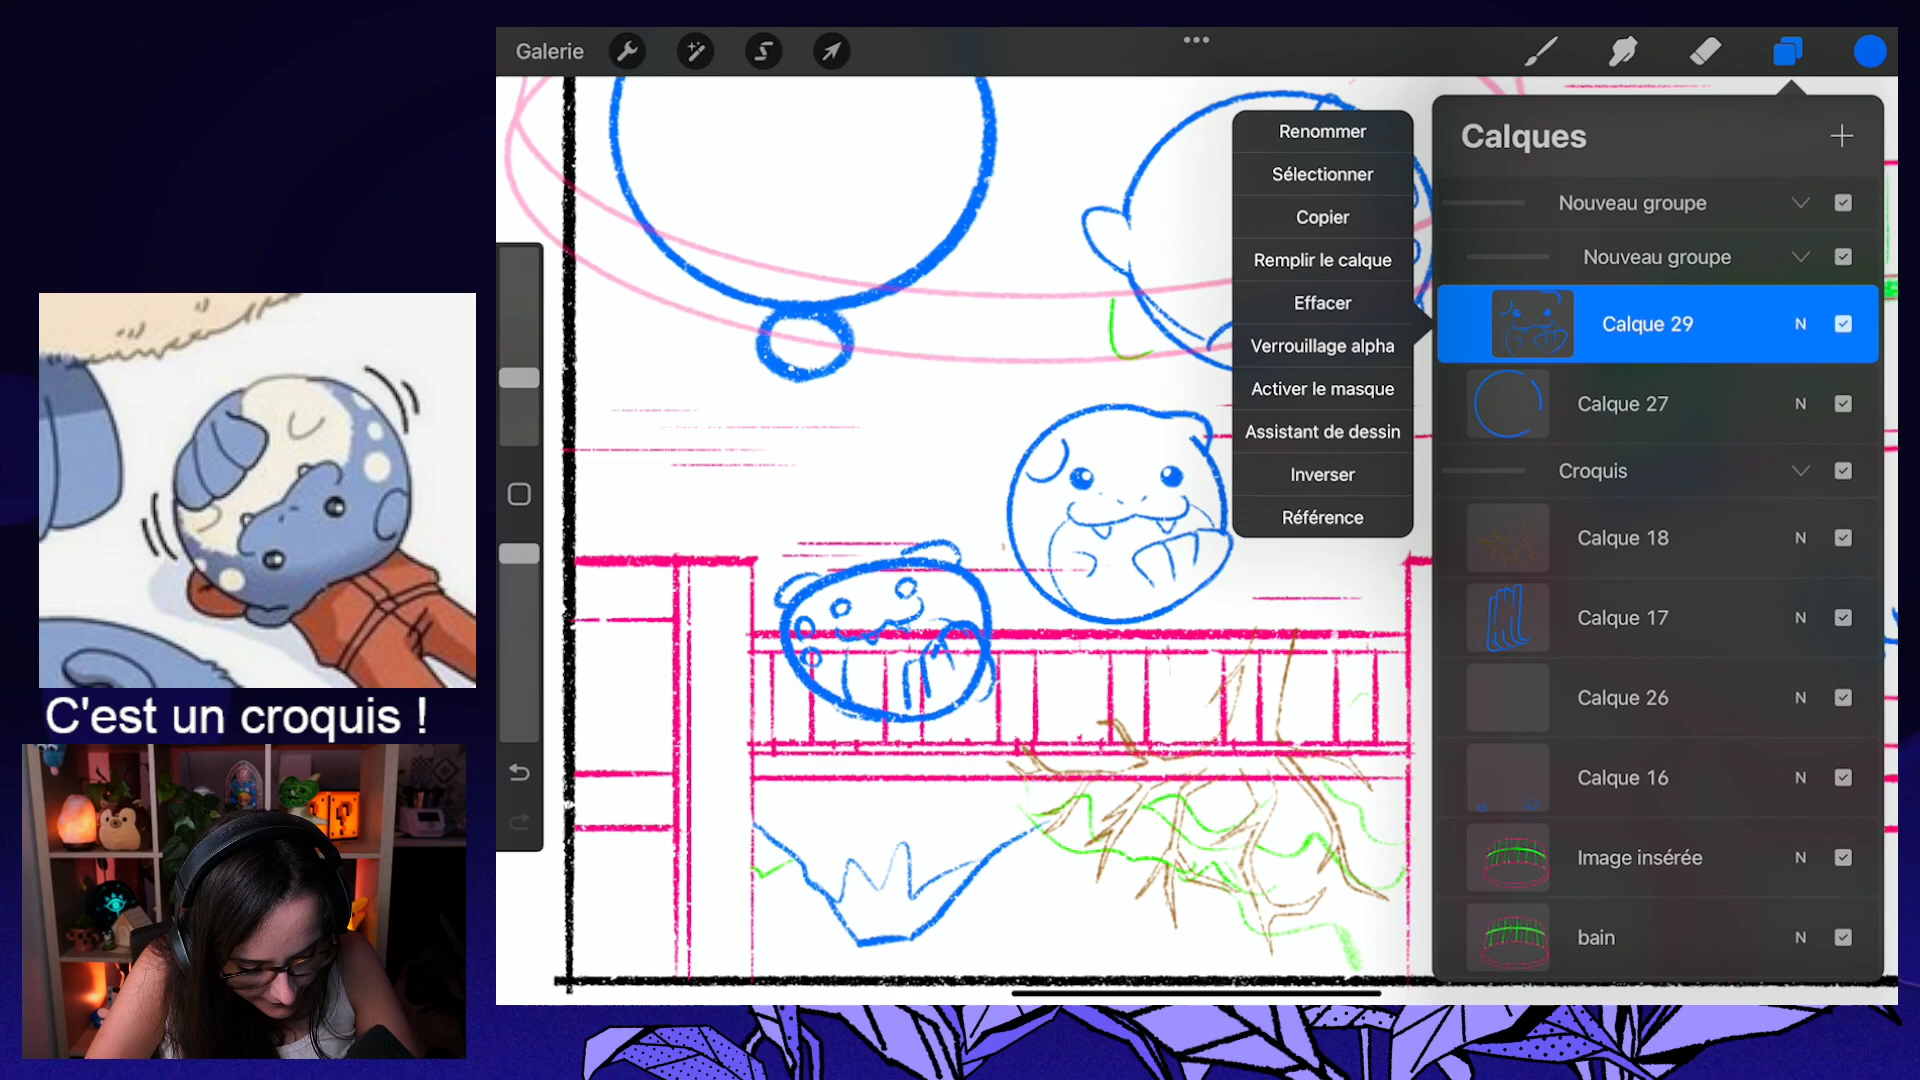 Galerie
Calques
Renommer
Sélectionner
Copier
Remplir le calque
Effacer
Verrouillage alpha
Activer le masque
Assistant de dessin
Inverser
Référence
Nouveau groupe
Nouveau groupe
Calque 29 N
Calque 27 N
Croquis
Calque 18 N
Calque 17 N
Calque 26 N
Calque 16 N
Image insérée N
bain N
C'est un croquis !